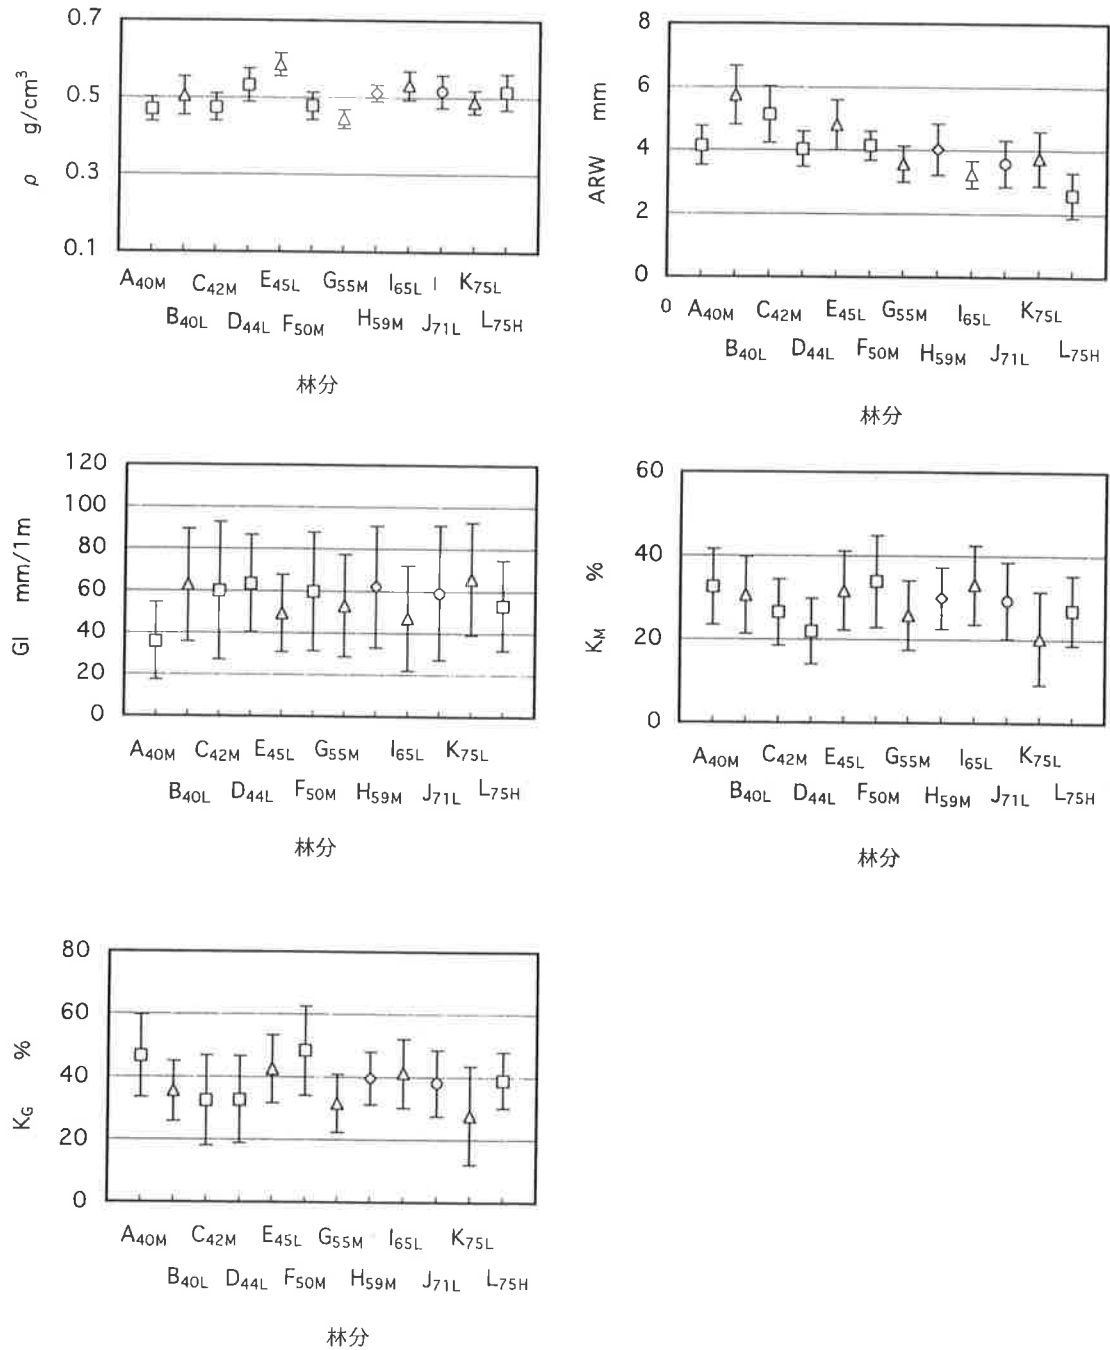 0.7
0.5
0.3
0.1
ρ g/cm³
A40M C42M E45L G55M I65L K75L
B40L D44L F50M H59M J71L L75H
林分
8
6
4
2
0
ARW mm
0 A40M C42M E45L G55M I65L K75L
B40L D44L F50M H59M J71L L75H
林分
120
100
80
60
40
20
0
GI mm/1m
A40M C42M E45L G55M I65L K75L
B40L D44L F50M H59M J71L L75H
林分
60
40
20
0
KM %
A40M C42M E45L G55M I65L K75L
B40L D44L F50M H59M J71L L75H
林分
80
60
40
20
0
KG %
A40M C42M E45L G55M I65L K75L
B40L D44L F50M H59M J71L L75H
林分